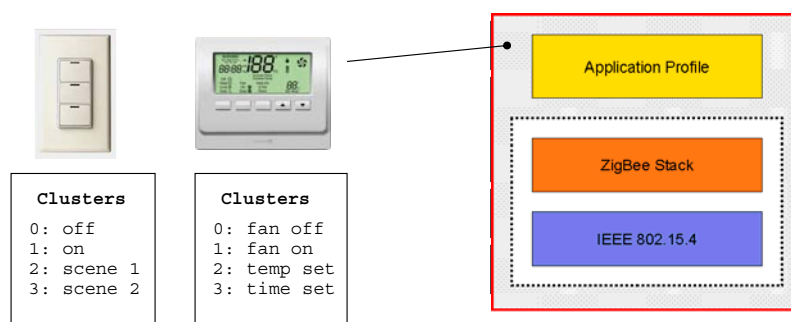 Clusters
0: off
1: on
2: scene 1
3: scene 2
188
Clusters
0: fan off
1: fan on
2: temp set
3: time set
Application Profile
ZigBee Stack
IEEE 802.15.4